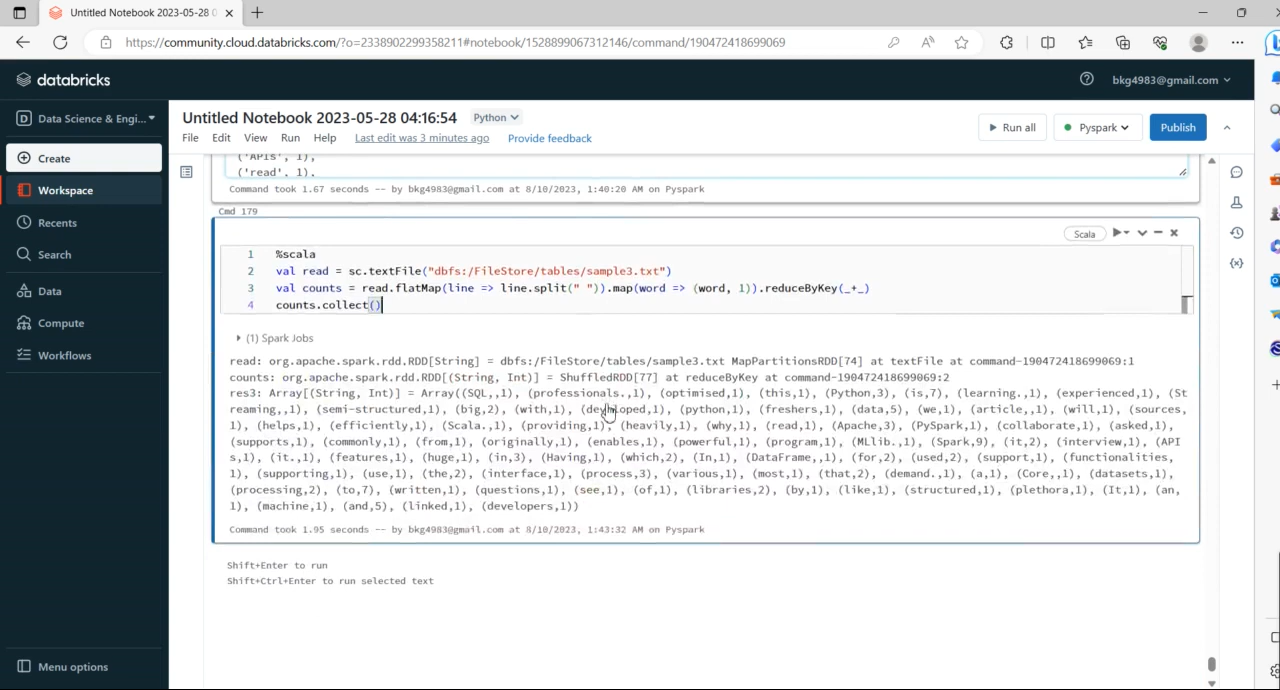 Untitled Notebook 2023-05-28 0
https://community.cloud.databricks.com/?o=2338902299358211#notebook/1528899067312146/command/190472418699069
databricks
bkg4983@gmail.com
Data Science & Engi...
Untitled Notebook 2023-05-28 04:16:54 Python
File Edit View Run Help Last edit was 3 minutes ago Provide feedback
Run all Pyspark Publish
Create
Workspace
Recents
Search
Data
Compute
Workflows
Menu options
('APIs', 1),
('read', 1),
Command took 1.67 seconds -- by bkg4983@gmail.com at 8/10/2023, 1:40:20 AM on Pyspark
Cmd 179
Scala
1 %scala
2 val read = sc.textFile("dbfs:/FileStore/tables/sample3.txt")
3 val counts = read.flatMap(line => line.split(" ")).map(word => (word, 1)).reduceByKey(_+_)
4 counts.collect()
(1) Spark Jobs
read: org.apache.spark.rdd.RDD[String] = dbfs:/FileStore/tables/sample3.txt MapPartitionsRDD[74] at textFile at command-190472418699069:1
counts: org.apache.spark.rdd.RDD[(String, Int)] = ShuffledRDD[77] at reduceByKey at command-190472418699069:2
res3: Array[(String, Int)] = Array((SQL,,1), (professionals.,1), (optimised,1), (this,1), (Python,3), (is,7), (learning.,1), (experienced,1), (St
reaming,,1), (semi-structured,1), (big,2), (with,1), (developed,1), (python,1), (freshers,1), (data,5), (we,1), (article,,1), (will,1), (sources,
1), (helps,1), (efficiently,1), (Scala.,1), (providing,1), (heavily,1), (why,1), (read,1), (Apache,3), (PySpark,1), (collaborate,1), (asked,1),
(supports,1), (commonly,1), (from,1), (originally,1), (enables,1), (powerful,1), (program,1), (MLlib.,1), (Spark,9), (it,2), (interview,1), (API
s,1), (it.,1), (features,1), (huge,1), (in,3), (Having,1), (which,2), (In,1), (DataFrame,,1), (for,2), (used,2), (support,1), (functionalities,
1), (supporting,1), (use,1), (the,2), (interface,1), (process,3), (various,1), (most,1), (that,2), (demand.,1), (a,1), (Core,,1), (datasets,1),
(processing,2), (to,7), (written,1), (questions,1), (see,1), (of,1), (libraries,2), (by,1), (like,1), (structured,1), (plethora,1), (It,1), (an,
1), (machine,1), (and,5), (linked,1), (developers,1))
Command took 1.95 seconds -- by bkg4983@gmail.com at 8/10/2023, 1:43:32 AM on Pyspark
Shift+Enter to run
Shift+Ctrl+Enter to run selected text